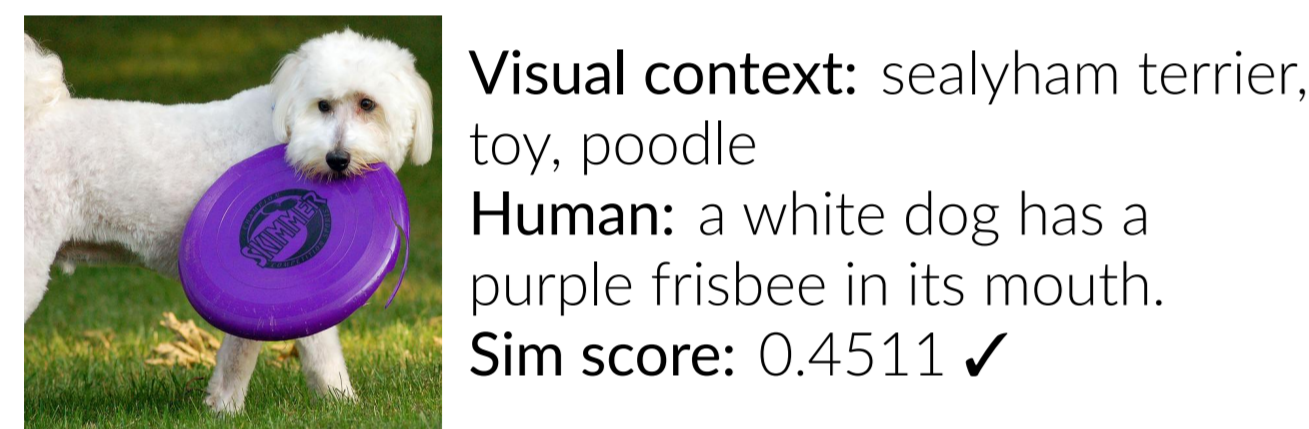 SKIMMER
Visual context: sealyham terrier,
toy, poodle
Human: a white dog has a
purple frisbee in its mouth.
Sim score: 0.4511 ✓